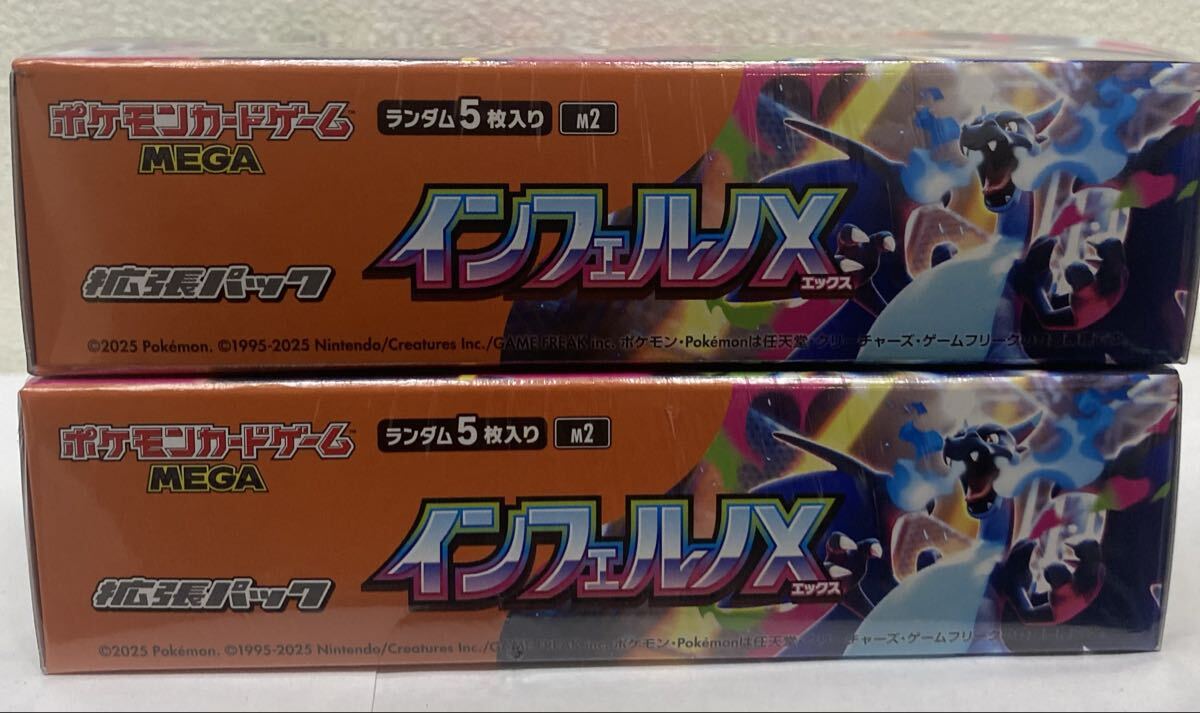 ポケモンカードゲーム™
MEGA
ランダム5枚入り M2
インフェルノX
エックス
拡張パック
©2025 Pokémon. ©1995-2025 Nintendo/Creatures Inc./GAME FREAK inc. ポケモン・Pokémonは任天堂・クリーチャーズ・ゲームフリーク
ポケモンカードゲーム™
MEGA
ランダム5枚入り M2
インフェルノX
エックス
拡張パック
©2025 Pokémon. ©1995-2025 Nintendo/Creatures Inc./GAME FREAK inc. ポケモン・Pokémonは任天堂・クリーチャーズ・ゲームフリーク